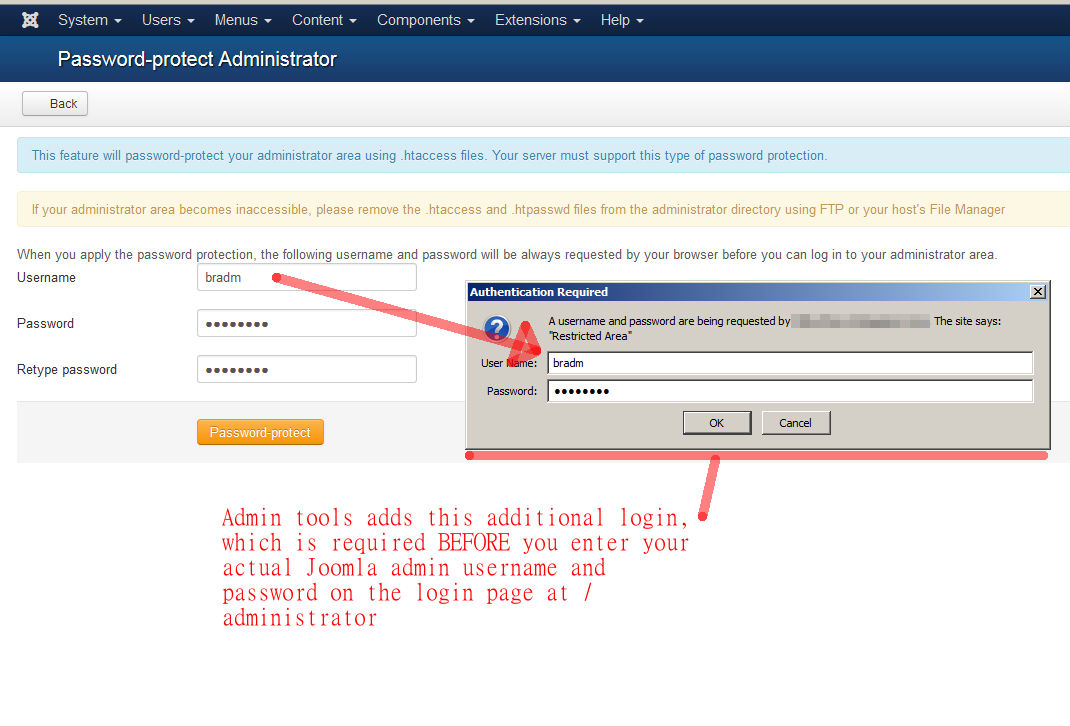 System Users Menus Content Components Extensions Help
Password-protect Administrator
Back
This feature will password-protect your administrator area using .htaccess files. Your server must support this type of password protection.
If your administrator area becomes inaccessible, please remove the .htaccess and .htpasswd files from the administrator directory using FTP or your host's File Manager
When you apply the password protection, the following username and password will be always requested by your browser before you can log in to your administrator area.
Username bradm
Password ●●●●●●●●
Retype password ●●●●●●●●
Password-protect
Authentication Required
A username and password are being requested by The site says:
"Restricted Area"
User Name: bradm
Password: ●●●●●●●●
OK Cancel
Admin tools adds this additional login,
which is required BEFORE you enter your
actual Joomla admin username and
password on the login page at /
administrator